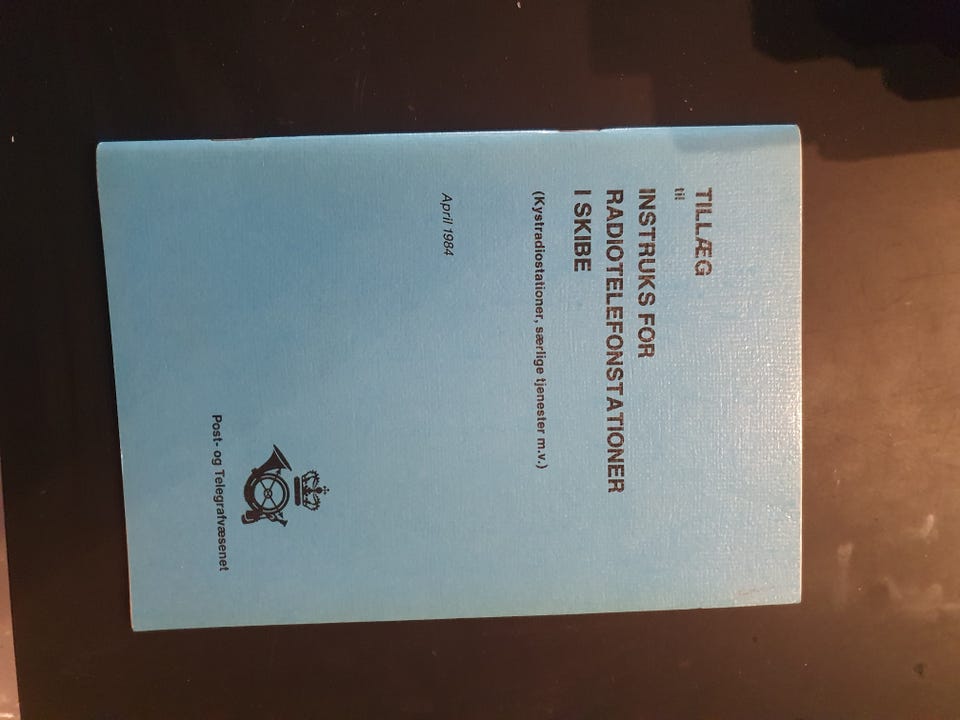 TILLÆG
til
INSTRUKS FOR
RADIOTELEFONSTATIONER
I SKIBE
(Kystradiostationer, særlige tjenester m.v.)
April 1984
Post- og Telegrafvæsenet